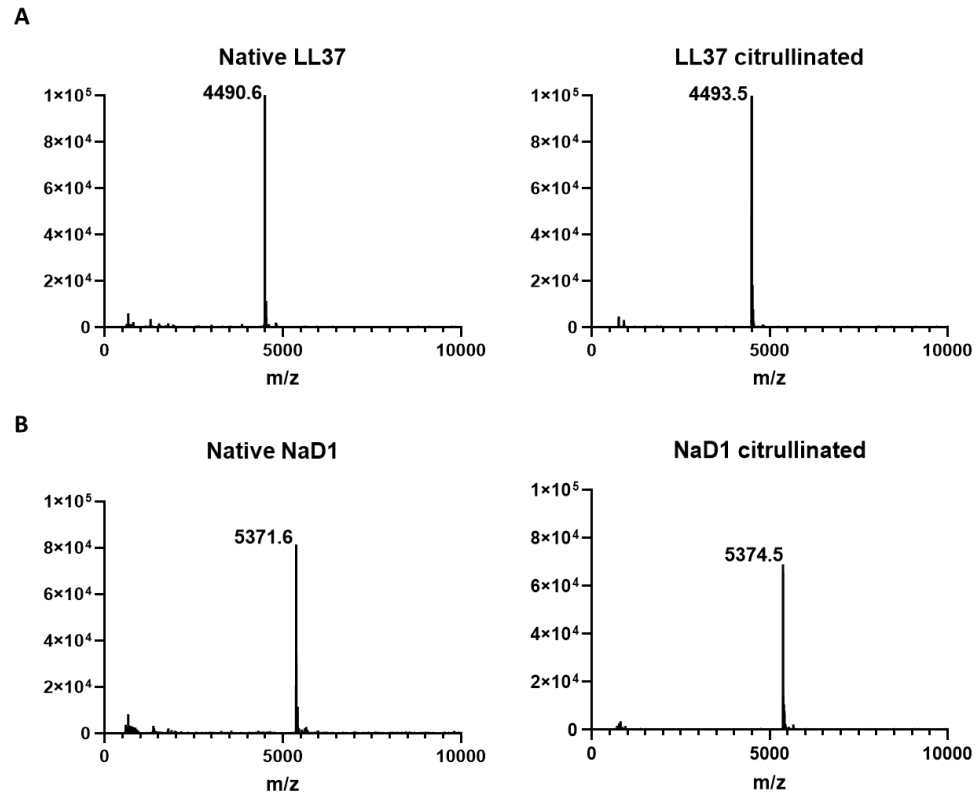 A
Native LL37
4490.6
1×10⁵
8×10⁴
6×10⁴
4×10⁴
2×10⁴
0
0 5000 10000
m/z
LL37 citrullinated
4493.5
1×10⁵
8×10⁴
6×10⁴
4×10⁴
2×10⁴
0
0 5000 10000
m/z
B
Native NaD1
5371.6
1×10⁵
8×10⁴
6×10⁴
4×10⁴
2×10⁴
0
0 5000 10000
m/z
NaD1 citrullinated
5374.5
1×10⁵
8×10⁴
6×10⁴
4×10⁴
2×10⁴
0
0 5000 10000
m/z